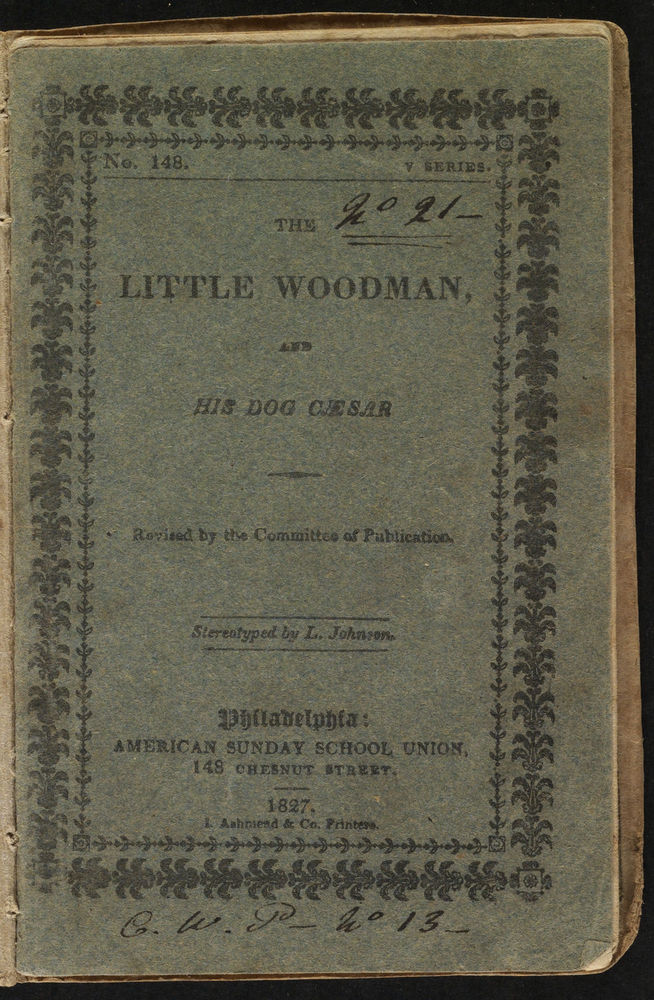 No. 148. V SERIES.
THE No 21-
LITTLE WOODMAN,
AND
HIS DOG CÆSAR
Revised by the Committee of Publication.
Stereotyped by L. Johnson.
Philadelphia:
AMERICAN SUNDAY SCHOOL UNION,
148 CHESNUT STREET.
1827.
I. Ashmead & Co. Printers.
C. W. P - No 13-